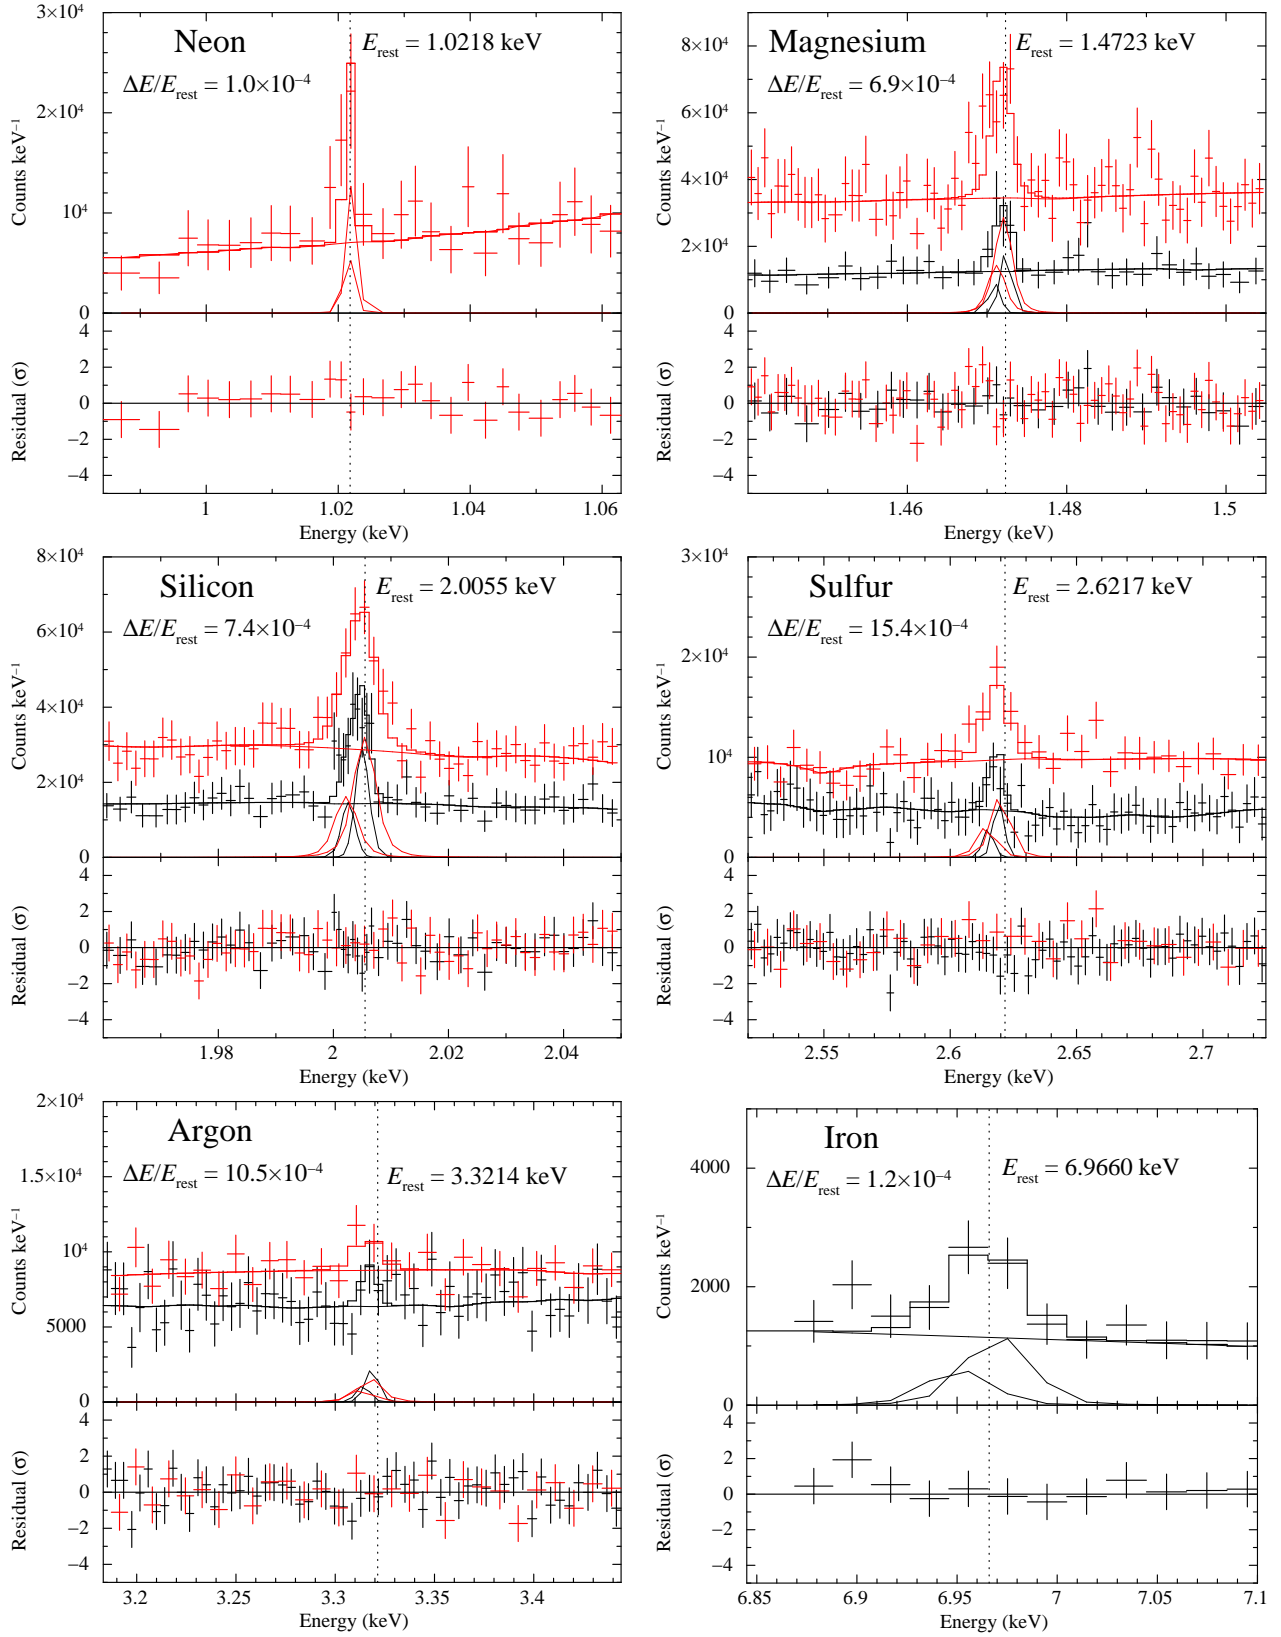 3×10⁴
2×10⁴
10⁴
0
Counts keV⁻¹
Neon
E_rest = 1.0218 keV
ΔE/E_rest = 1.0×10⁻⁴
4
2
0
−2
−4
Residual (σ)
1
1.02
1.04
1.06
Energy (keV)
8×10⁴
6×10⁴
4×10⁴
2×10⁴
0
Counts keV⁻¹
Magnesium
E_rest = 1.4723 keV
ΔE/E_rest = 6.9×10⁻⁴
4
2
0
−2
−4
Residual (σ)
1.46
1.48
1.5
Energy (keV)
8×10⁴
6×10⁴
4×10⁴
2×10⁴
0
Counts keV⁻¹
Silicon
E_rest = 2.0055 keV
ΔE/E_rest = 7.4×10⁻⁴
4
2
0
−2
−4
Residual (σ)
1.98
2
2.02
2.04
Energy (keV)
3×10⁴
2×10⁴
10⁴
0
Counts keV⁻¹
Sulfur
E_rest = 2.6217 keV
ΔE/E_rest = 15.4×10⁻⁴
4
2
0
−2
−4
Residual (σ)
2.55
2.6
2.65
2.7
Energy (keV)
2×10⁴
1.5×10⁴
10⁴
5000
0
Counts keV⁻¹
Argon
ΔE/E_rest = 10.5×10⁻⁴
E_rest = 3.3214 keV
4
2
0
−2
−4
Residual (σ)
3.2
3.25
3.3
3.35
3.4
Energy (keV)
4000
2000
0
Counts keV⁻¹
Iron
E_rest = 6.9660 keV
ΔE/E_rest = 1.2×10⁻⁴
4
2
0
−2
−4
Residual (σ)
6.85
6.9
6.95
7
7.05
7.1
Energy (keV)